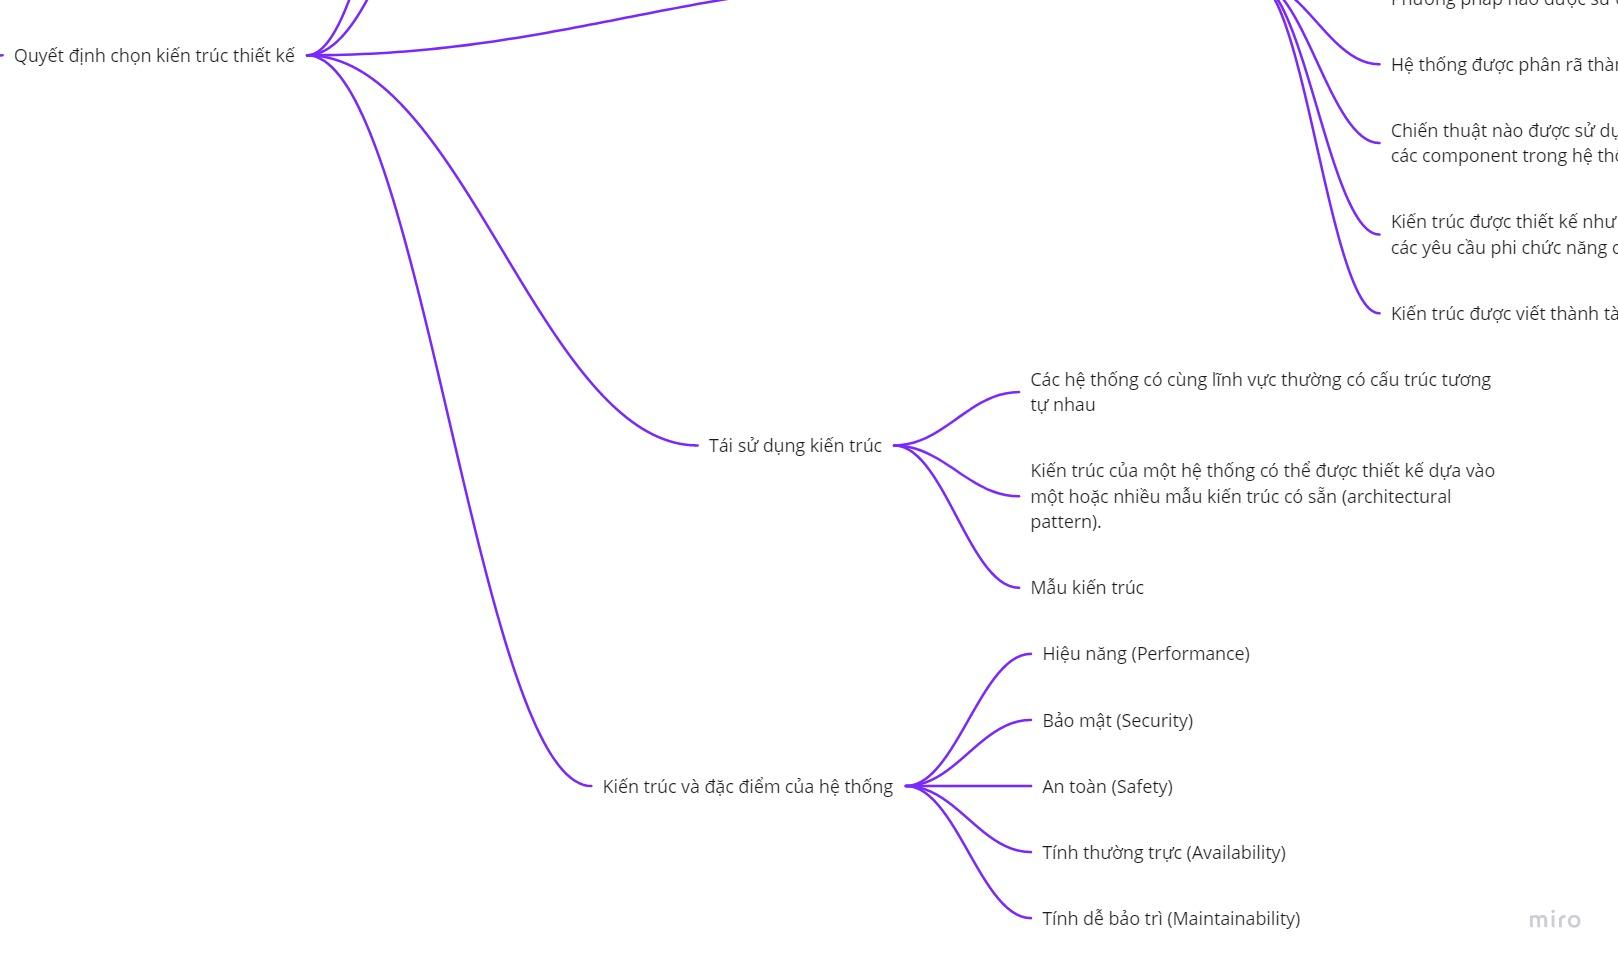 Quyết định chọn kiến trúc thiết kế
Hệ thống được phân rã
Chiến thuật nào được sử
các component trong hệ
Kiến trúc được thiết kế như
các yêu cầu phi chức năng
Kiến trúc được viết thành
Các hệ thống có cùng lĩnh vực thường có cấu trúc tương
tự nhau
Tái sử dụng kiến trúc
Kiến trúc của một hệ thống có thể được thiết kế dựa vào
một hoặc nhiều mẫu kiến trúc có sẵn (architectural
pattern).
Mẫu kiến trúc
Hiệu năng (Performance)
Bảo mật (Security)
Kiến trúc và đặc điểm của hệ thống
An toàn (Safety)
Tính thường trực (Availability)
Tính dễ bảo trì (Maintainability)
miro